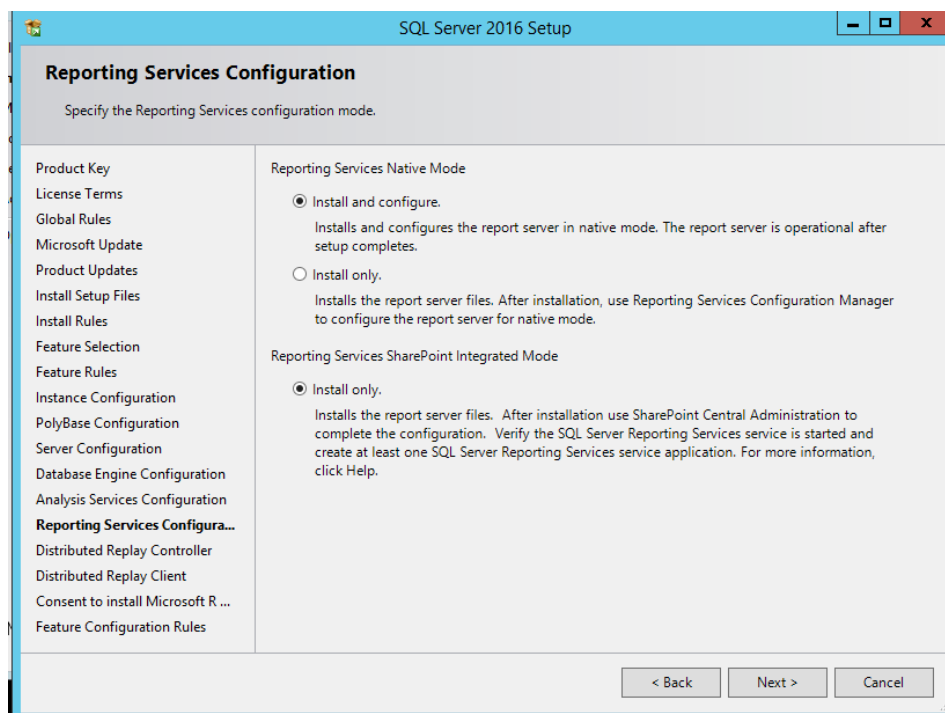 SQL Server 2016 Setup
Reporting Services Configuration
Specify the Reporting Services configuration mode.
Product Key
License Terms
Global Rules
Microsoft Update
Product Updates
Install Setup Files
Install Rules
Feature Selection
Feature Rules
Instance Configuration
PolyBase Configuration
Server Configuration
Database Engine Configuration
Analysis Services Configuration
Reporting Services Configura...
Distributed Replay Controller
Distributed Replay Client
Consent to install Microsoft R ...
Feature Configuration Rules
Reporting Services Native Mode
Install and configure.
Installs and configures the report server in native mode. The report server is operational after
setup completes.
Install only.
Installs the report server files. After installation, use Reporting Services Configuration Manager
to configure the report server for native mode.
Reporting Services SharePoint Integrated Mode
Install only.
Installs the report server files. After installation use SharePoint Central Administration to
complete the configuration. Verify the SQL Server Reporting Services service is started and
create at least one SQL Server Reporting Services service application. For more information,
click Help.
< Back
Next >
Cancel